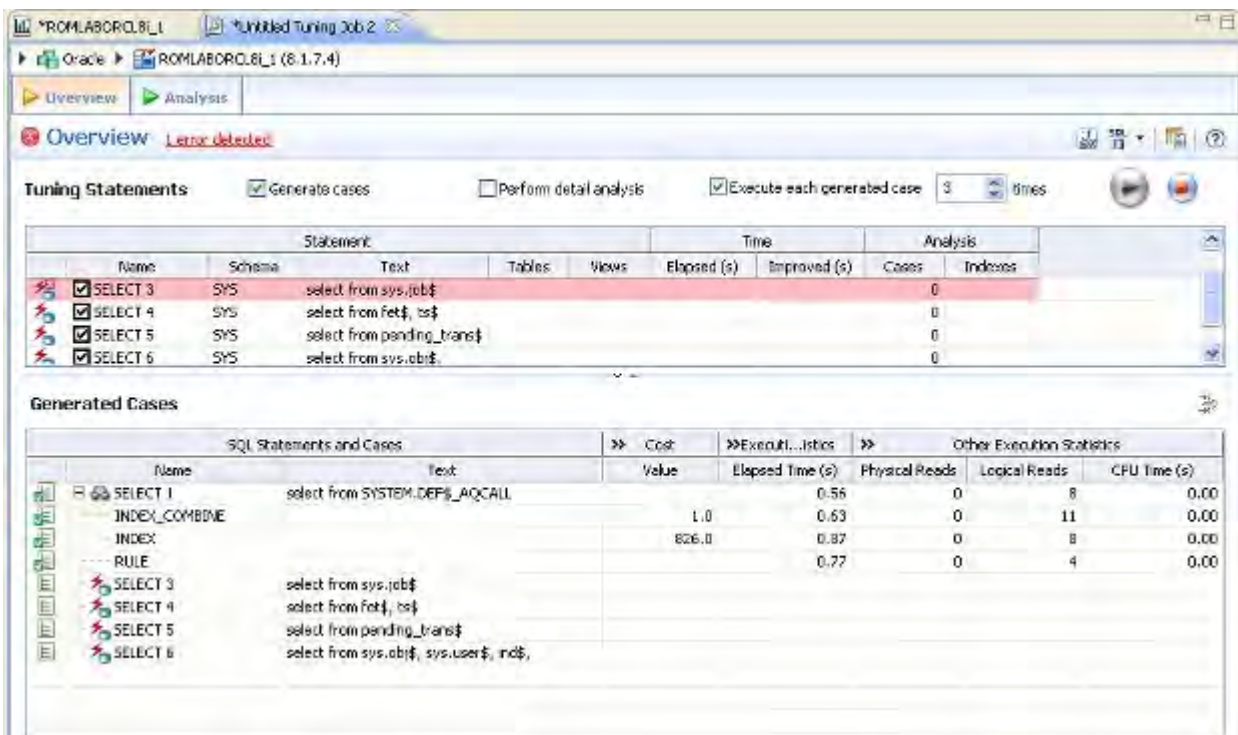 *ROMLABORCL8i_1 *Untitled Tuning Job 2
Oracle ROMLABORCL8i_1 (8.1.7.4)
Overview Analysis
Overview 1 error detected
Tuning Statements Generate cases Perform detail analysis Execute each generated case 3 times
Statement Time Analysis
Name Schema Text Tables Views Elapsed (s) Improved (s) Cases Indexes
SELECT 3 SYS select from sys.job$ 0
SELECT 4 SYS select from fet$, ts$ 0
SELECT 5 SYS select from pending_trans$ 0
SELECT 6 SYS select from sys.obj$, 0
Generated Cases
SQL Statements and Cases Cost Executi...istics Other Execution Statistics
Name Text Value Elapsed Time (s) Physical Reads Logical Reads CPU Time (s)
SELECT 1 select from SYSTEM.DEF$_AQCALL 0.56 0 8 0.00
INDEX_COMBINE 1.0 0.63 0 11 0.00
INDEX 826.0 0.87 0 8 0.00
RULE 0.77 0 4 0.00
SELECT 3 select from sys.job$
SELECT 4 select from fet$, ts$
SELECT 5 select from pending_trans$
SELECT 6 select from sys.obj$, sys.user$, ind$,